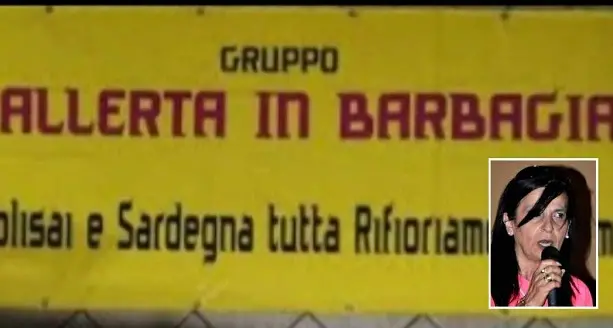 GRUPPO
ALLERTA IN BARBAGIA
olisai e Sardegna tutta Rifioriam